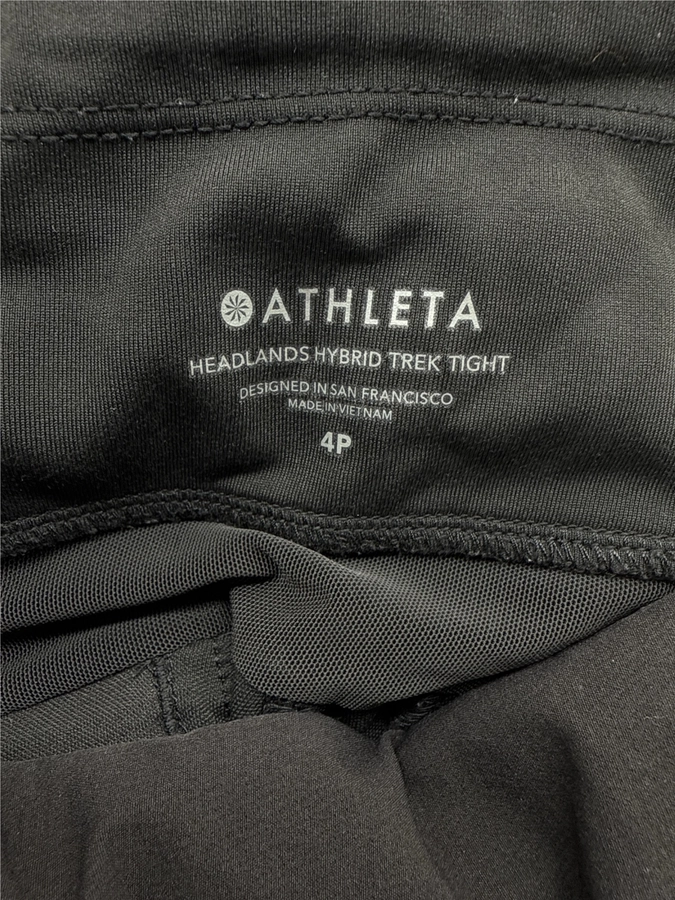 ATHLETA
HEADLANDS HYBRID TREK TIGHT
DESIGNED IN SAN FRANCISCO
MADE IN VIETNAM
4P